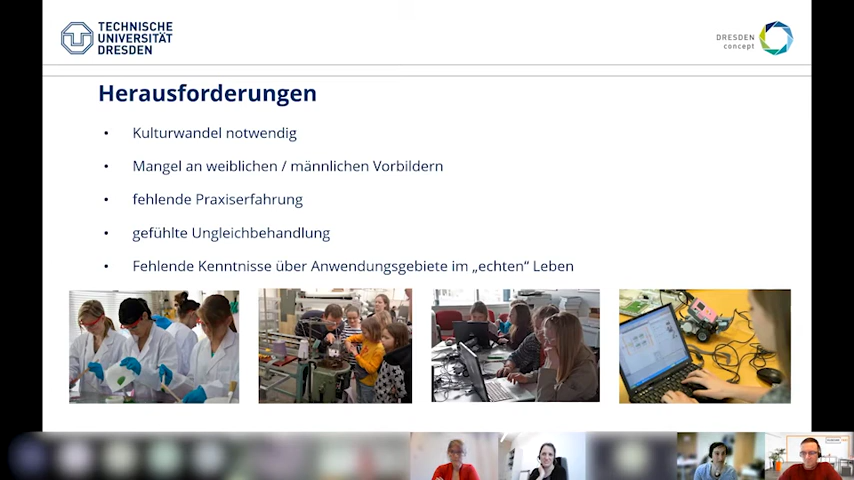 TECHNISCHE
UNIVERSITÄT
DRESDEN
DRESDEN
concept
Herausforderungen
• Kulturwandel notwendig
• Mangel an weiblichen / männlichen Vorbildern
• fehlende Praxiserfahrung
• gefühlte Ungleichbehandlung
• Fehlende Kenntnisse über Anwendungsgebiete im „echten“ Leben